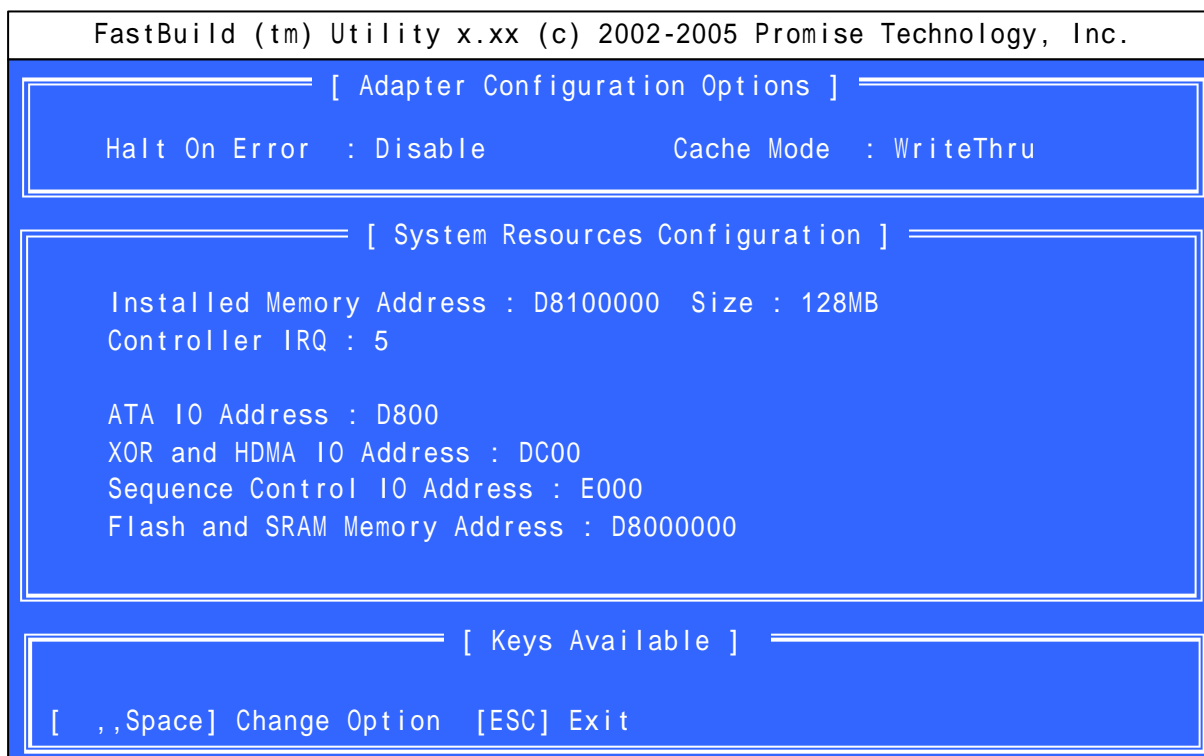 FastBuild (tm) Utility x.xx (c) 2002-2005 Promise Technology, Inc.
[ Adapter Configuration Options ]
Halt On Error : Disable Cache Mode : WriteThru
[ System Resources Configuration ]
Installed Memory Address : D8100000 Size : 128MB
Controller IRQ : 5
ATA IO Address : D800
XOR and HDMA IO Address : DC00
Sequence Control IO Address : E000
Flash and SRAM Memory Address : D8000000
[ Keys Available ]
[ ,,Space] Change Option [ESC] Exit